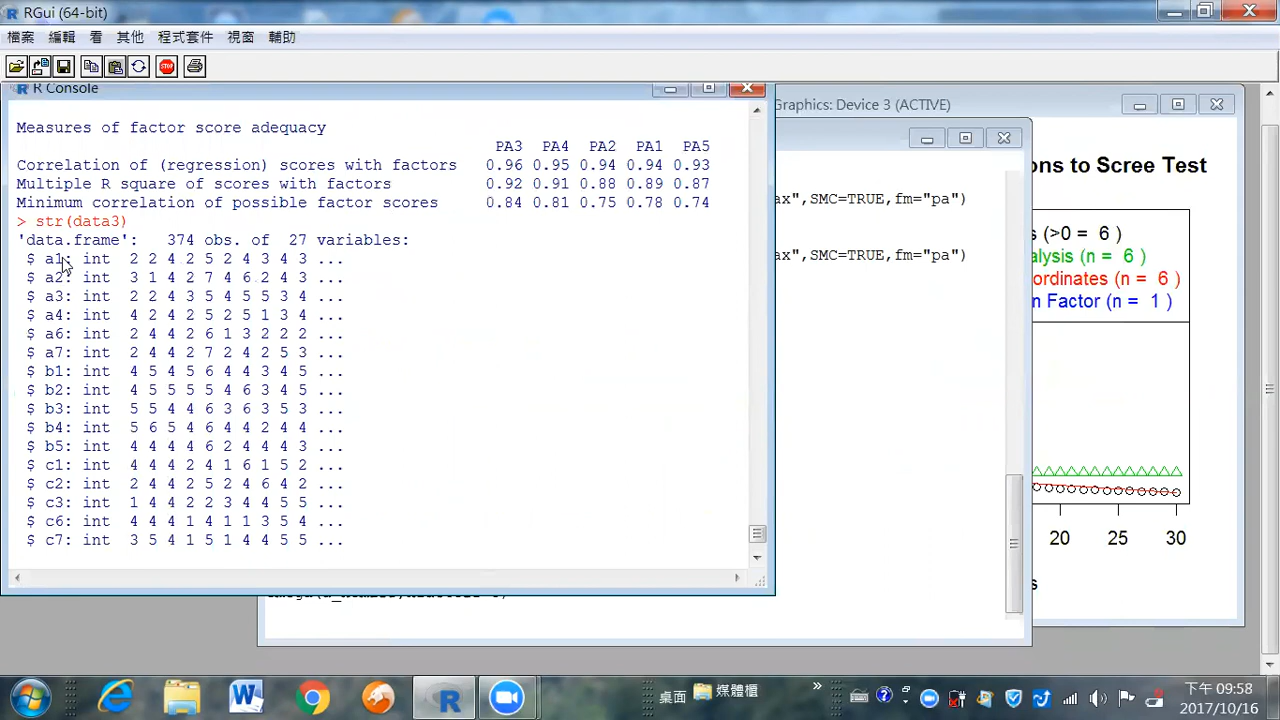 RGui (64-bit)
檔案 編輯 看 其他 程式套件 視窗 輔助
STOP
R Console
Measures of factor score adequacy
PA3 PA4 PA2 PA1 PA5
Correlation of (regression) scores with factors 0.96 0.95 0.94 0.94 0.93
Multiple R square of scores with factors 0.92 0.91 0.88 0.89 0.87
Minimum correlation of possible factor scores 0.84 0.81 0.75 0.78 0.74
> str(data3)
'data.frame': 374 obs. of 27 variables:
$ a1: int 2 2 4 2 5 2 4 3 4 3 ...
$ a2: int 3 1 4 2 7 4 6 2 4 3 ...
$ a3: int 2 2 4 3 5 4 5 5 3 4 ...
$ a4: int 4 2 4 2 5 2 5 1 3 4 ...
$ a6: int 2 4 4 2 6 1 3 2 2 2 ...
$ a7: int 2 4 4 2 7 2 4 2 5 3 ...
$ b1: int 4 5 4 5 6 4 4 3 4 5 ...
$ b2: int 4 5 5 5 5 4 6 3 4 5 ...
$ b3: int 5 5 4 4 6 3 6 3 5 3 ...
$ b4: int 5 6 5 4 6 4 4 2 4 4 ...
$ b5: int 4 4 4 4 6 2 4 4 4 3 ...
$ c1: int 4 4 4 2 4 1 6 1 5 2 ...
$ c2: int 2 4 4 2 5 2 4 6 4 2 ...
$ c3: int 1 4 4 2 2 3 4 4 5 5 ...
$ c6: int 4 4 4 1 4 1 1 3 5 4 ...
$ c7: int 3 5 4 1 5 1 4 4 5 5 ...
Graphics: Device 3 (ACTIVE)
ax",SMC=TRUE,fm="pa")
ax",SMC=TRUE,fm="pa")
ons to Scree Test
s (>0 = 6 )
alysis (n = 6 )
ordinates (n = 6 )
n Factor (n = 1 )
20 25 30
s
桌面 媒體櫃 »
下午 09:58
2017/10/16